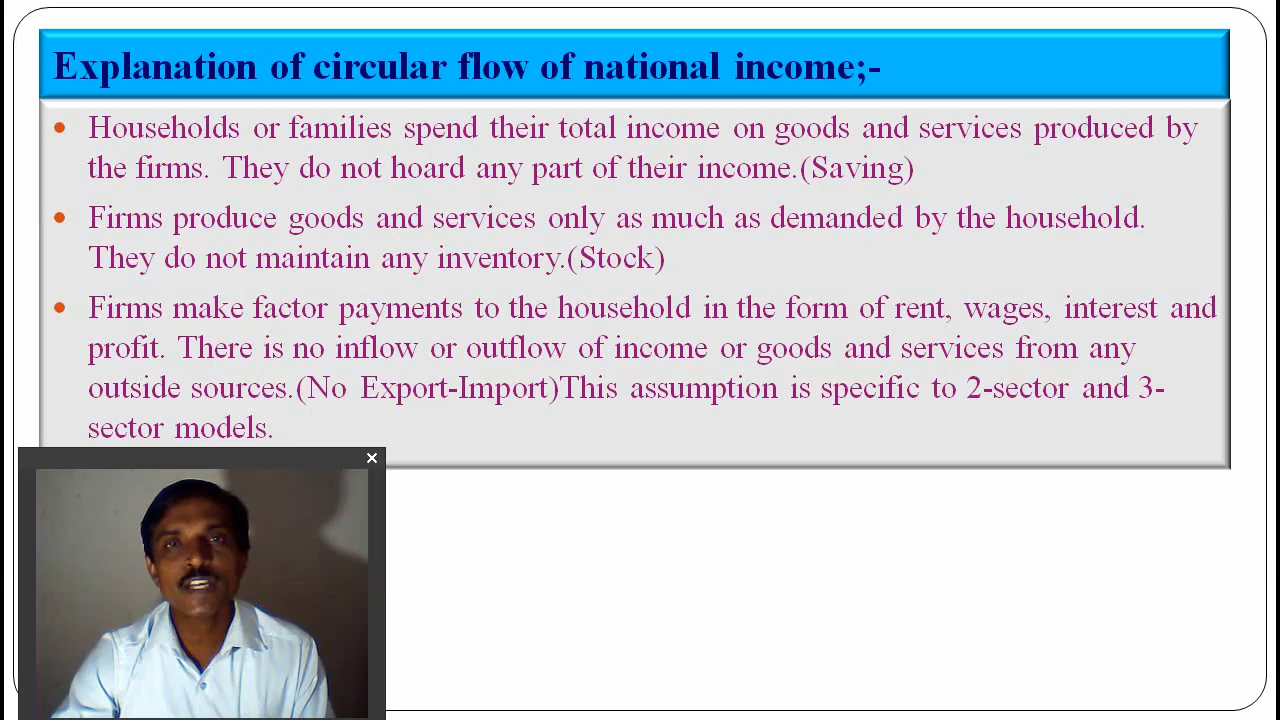 Explanation of circular flow of national income;-
• Households or families spend their total income on goods and services produced by
the firms. They do not hoard any part of their income.(Saving)
• Firms produce goods and services only as much as demanded by the household.
They do not maintain any inventory.(Stock)
• Firms make factor payments to the household in the form of rent, wages, interest and
profit. There is no inflow or outflow of income or goods and services from any
outside sources.(No Export-Import)This assumption is specific to 2-sector and 3-
sector models.